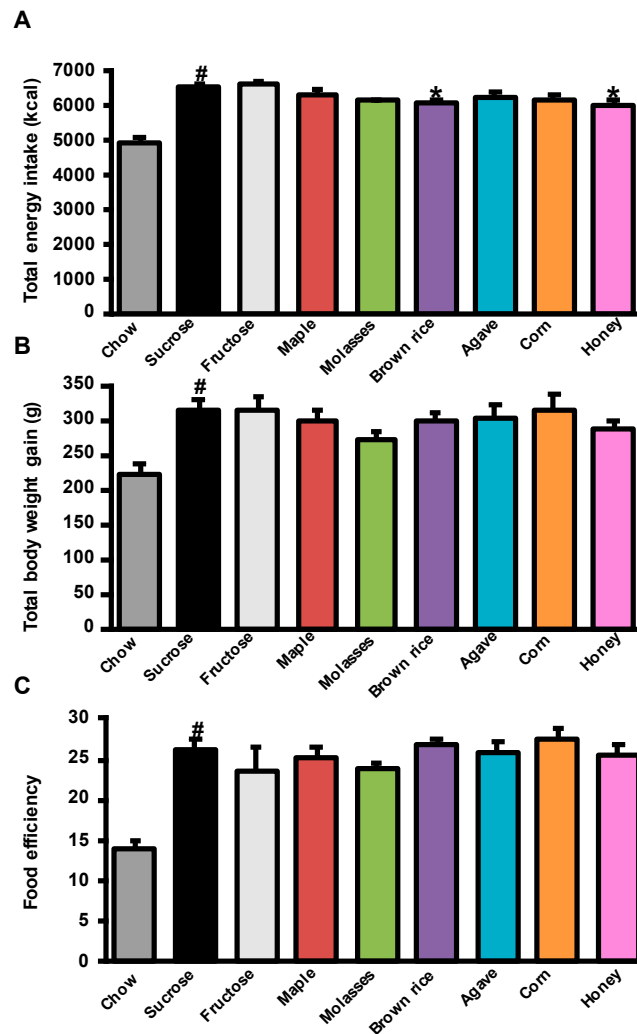 A
Total energy intake (kcal)
7000
6000
5000
4000
3000
2000
1000
0
#
*
*
Chow
Sucrose
Fructose
Maple
Molasses
Brown rice
Agave
Corn
Honey
B
Total body weight gain (g)
350
300
250
200
150
100
50
0
#
Chow
Sucrose
Fructose
Maple
Molasses
Brown rice
Agave
Corn
Honey
C
Food efficiency
30
25
20
15
10
5
0
#
Chow
Sucrose
Fructose
Maple
Molasses
Brown rice
Agave
Corn
Honey